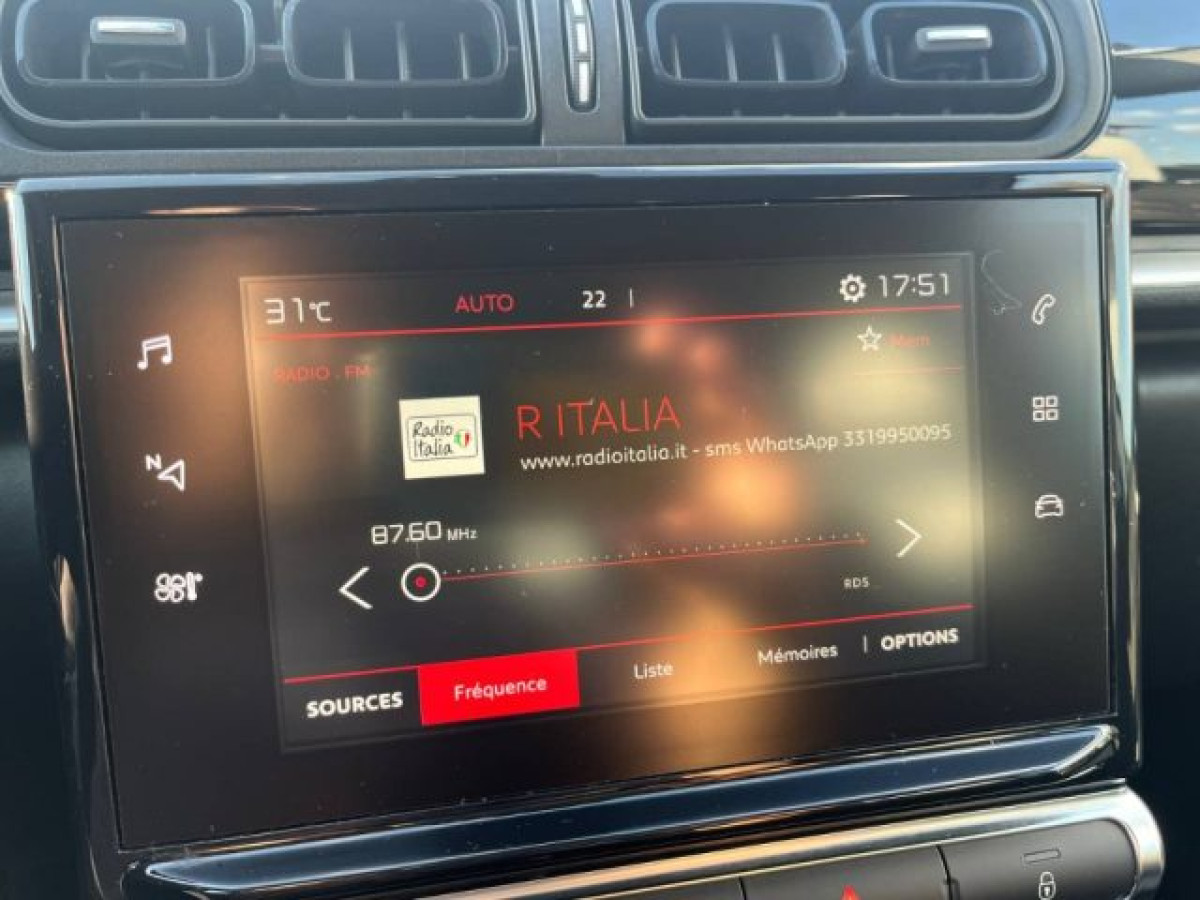 31°C AUTO 22 | 17:51
Mem
RADIO . FM
Radio
Italia
R ITALIA
www.radioitalia.it - sms WhatsApp 3319950095
87.60 MHz
RDS
SOURCES Fréquence Liste Mémoires | OPTIONS
N